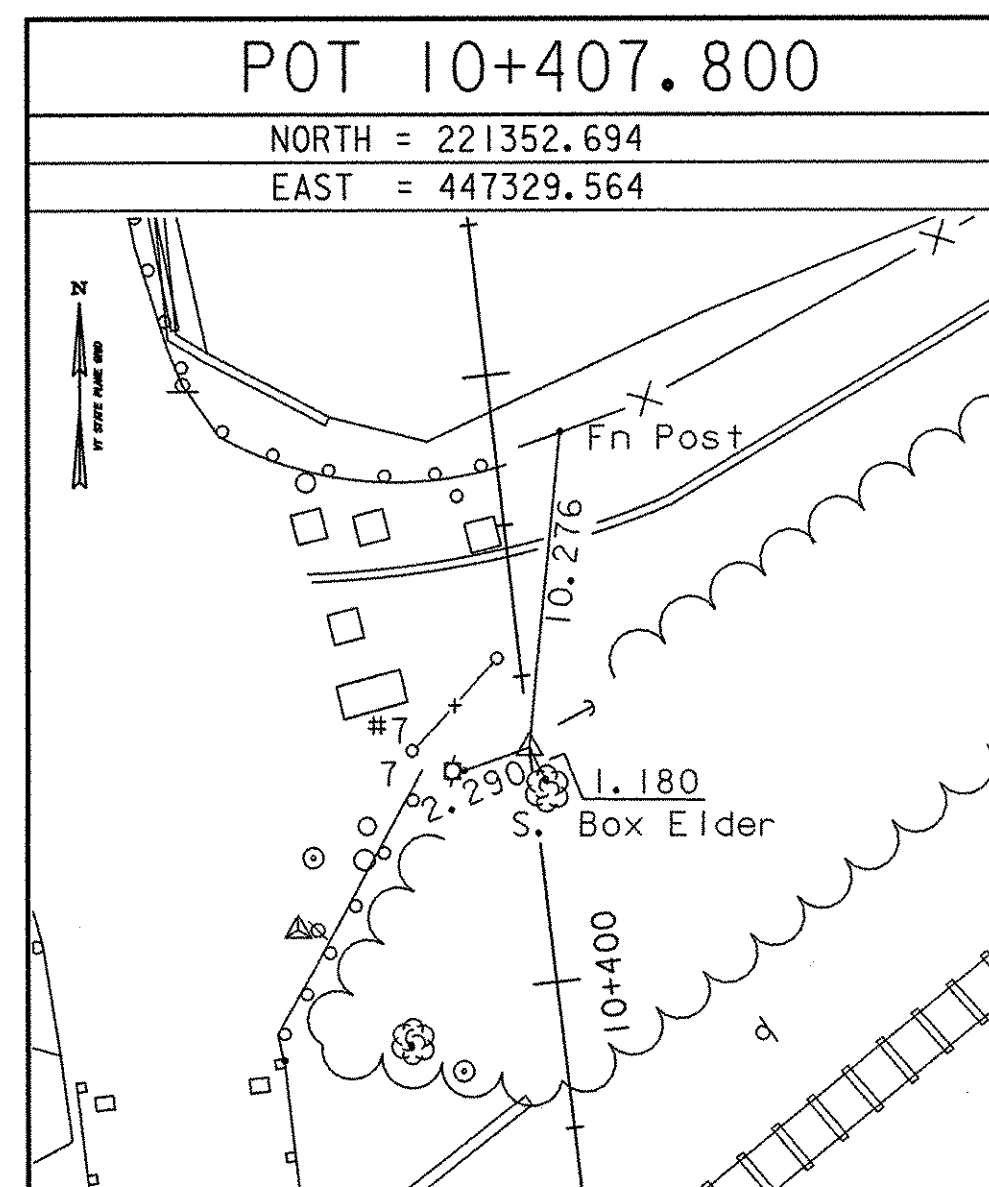 POT 10+407.800
NORTH = 221352.694
EAST = 447329.564
N
VT STATE PLANE GRID
Fn Post
10.276
#7
7
2.290
1.180
S. Box Elder
10+400